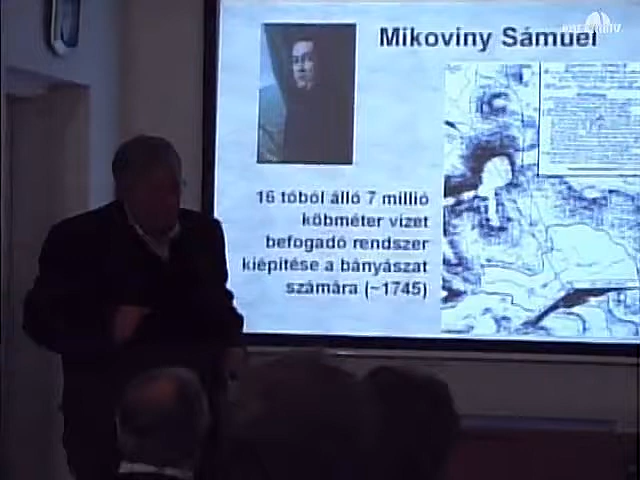 Mikoviny Sámuel
16 tóból álló 7 millió
köbméter vizet
befogadó rendszer
kiépítése a bányászat
számára (~1745)